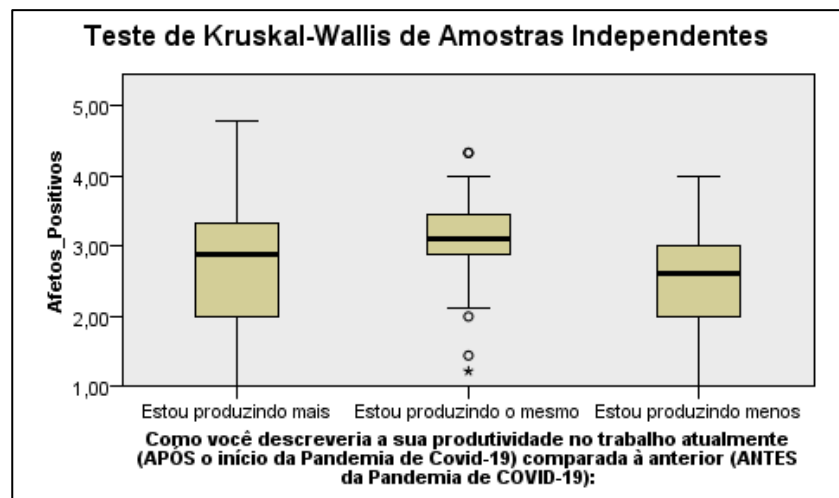 Teste de Kruskal-Wallis de Amostras Independentes
5,00
4,00
3,00
2,00
1,00
Afetos_Positivos
Estou produzindo mais
Estou produzindo o mesmo
Estou produzindo menos
Como você descreveria a sua produtividade no trabalho atualmente
(APÓS o início da Pandemia de Covid-19) comparada à anterior (ANTES
da Pandemia de COVID-19):